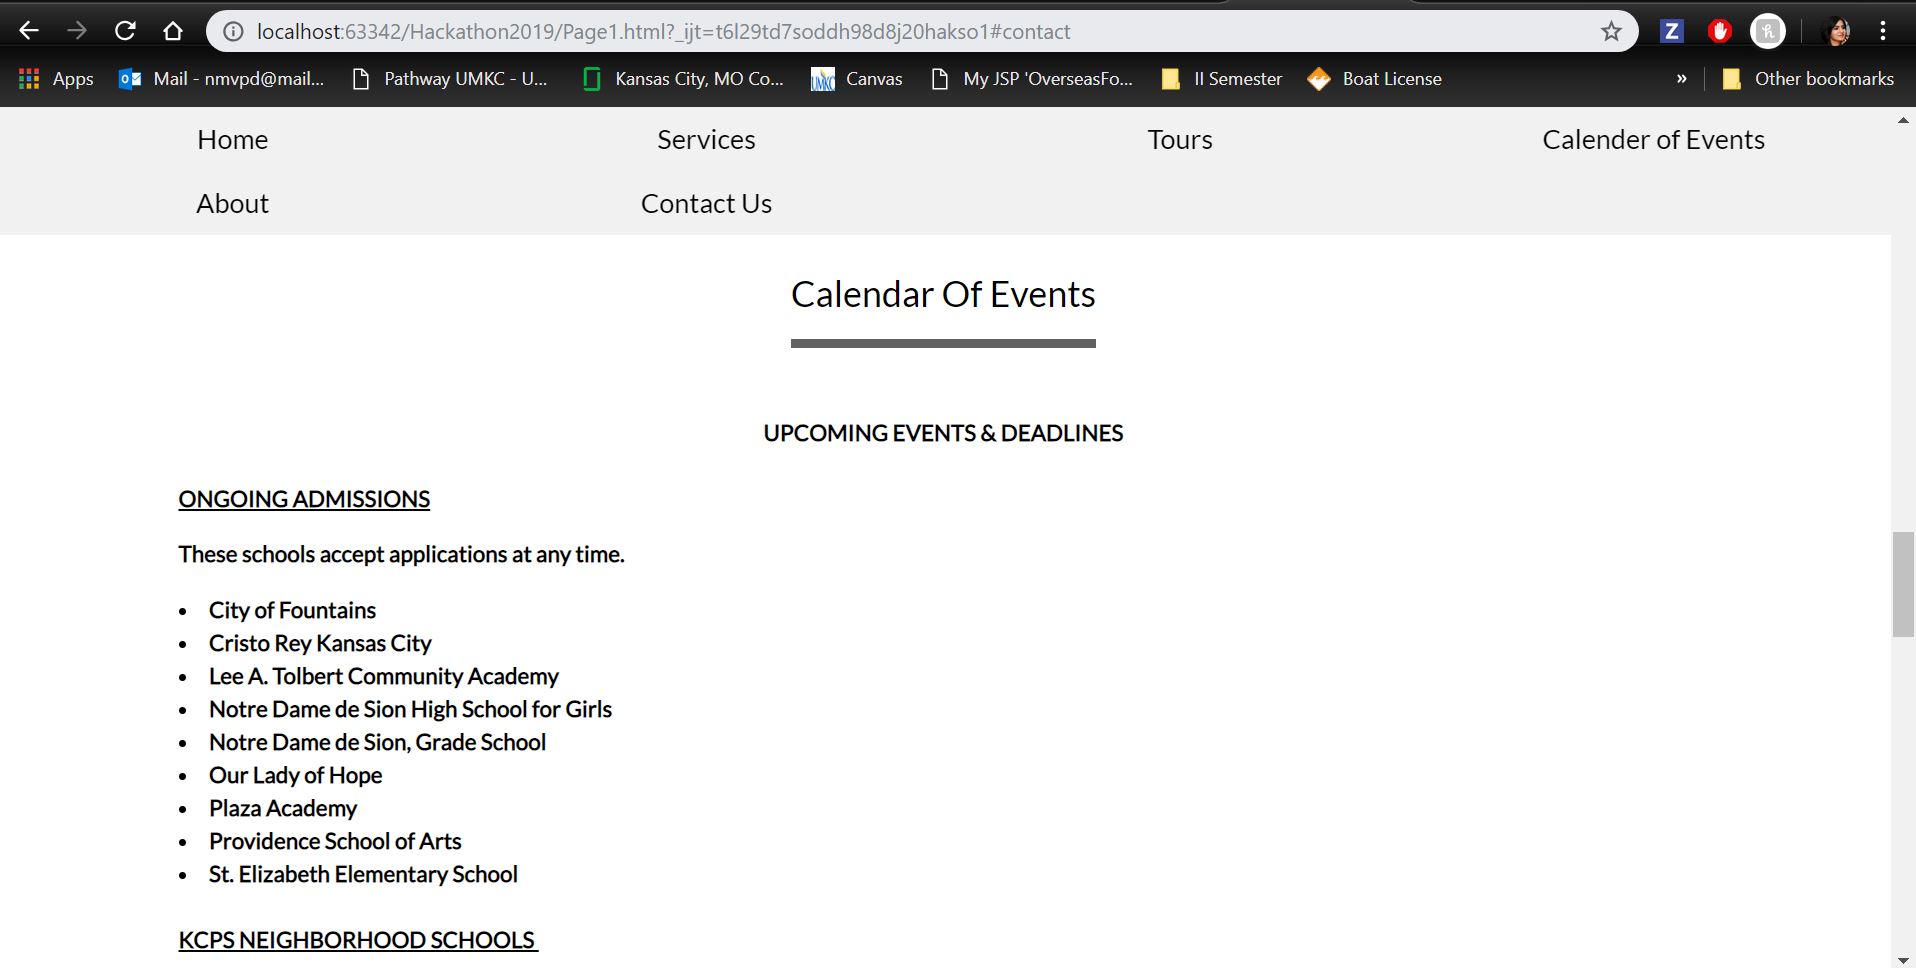 localhost:63342/Hackathon2019/Page1.html?_ijt=t6l29td7soddh98d8j20hakso1#contact
Z
Apps Mail - nmvpd@mail... Pathway UMKC - U... Kansas City, MO Co... UMKC Canvas My JSP 'OverseasFo... II Semester Boat License » Other bookmarks
Home Services Tours Calender of Events
About Contact Us
Calendar Of Events
UPCOMING EVENTS & DEADLINES
ONGOING ADMISSIONS
These schools accept applications at any time.
• City of Fountains
• Cristo Rey Kansas City
• Lee A. Tolbert Community Academy
• Notre Dame de Sion High School for Girls
• Notre Dame de Sion, Grade School
• Our Lady of Hope
• Plaza Academy
• Providence School of Arts
• St. Elizabeth Elementary School
KCPS NEIGHBORHOOD SCHOOLS